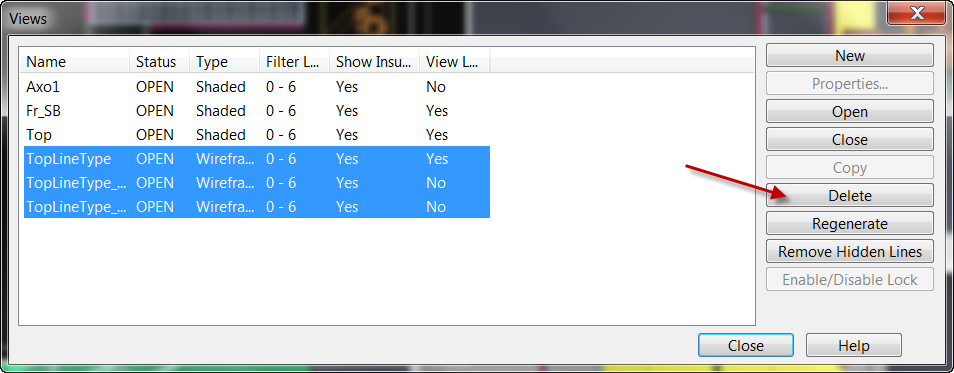 Views
Name Status Type Filter L... Show Insu... View L...
Axo1 OPEN Shaded 0 - 6 Yes No
Fr_SB OPEN Shaded 0 - 6 Yes Yes
Top OPEN Shaded 0 - 6 Yes Yes
TopLineType OPEN Wirefra... 0 - 6 Yes Yes
TopLineType_... OPEN Wirefra... 0 - 6 Yes No
TopLineType_... OPEN Wirefra... 0 - 6 Yes No
New
Properties...
Open
Close
Copy
Delete
Regenerate
Remove Hidden Lines
Enable/Disable Lock
Close Help